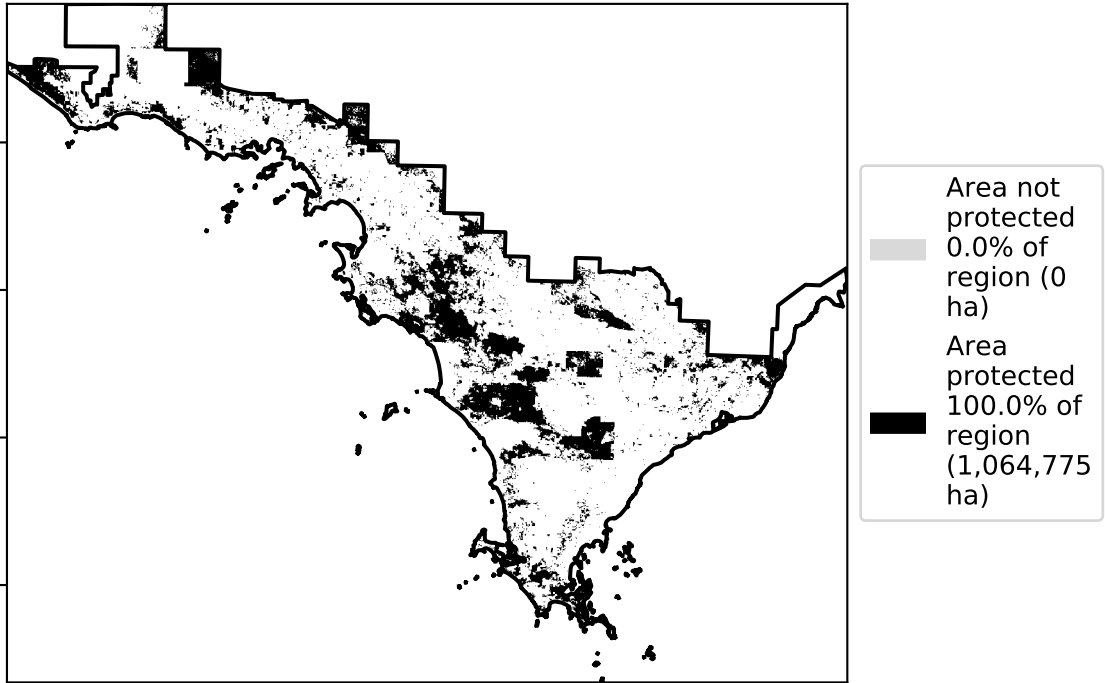 Area not
protected
0.0% of
region (0
ha)
Area
protected
100.0% of
region
(1,064,775
ha)